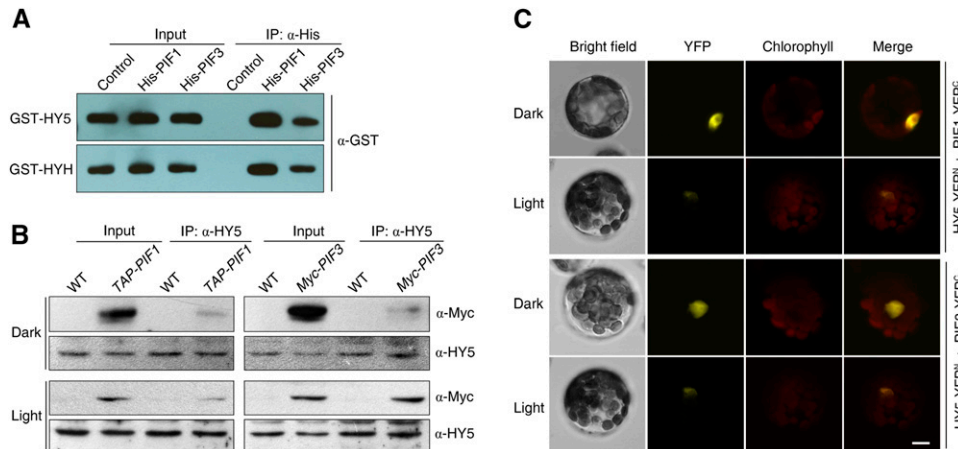 A
Input
IP: α-His
Control
His-PIF1
His-PIF3
Control
His-PIF1
His-PIF3
GST-HY5
GST-HYH
α-GST
B
Input
IP: α-HY5
Input
IP: α-HY5
WT
TAP-PIF1
WT
TAP-PIF1
WT
Myc-PIF3
WT
Myc-PIF3
Dark
α-Myc
α-HY5
Light
α-Myc
α-HY5
C
Bright field
YFP
Chlorophyll
Merge
Dark
Light
Dark
Light